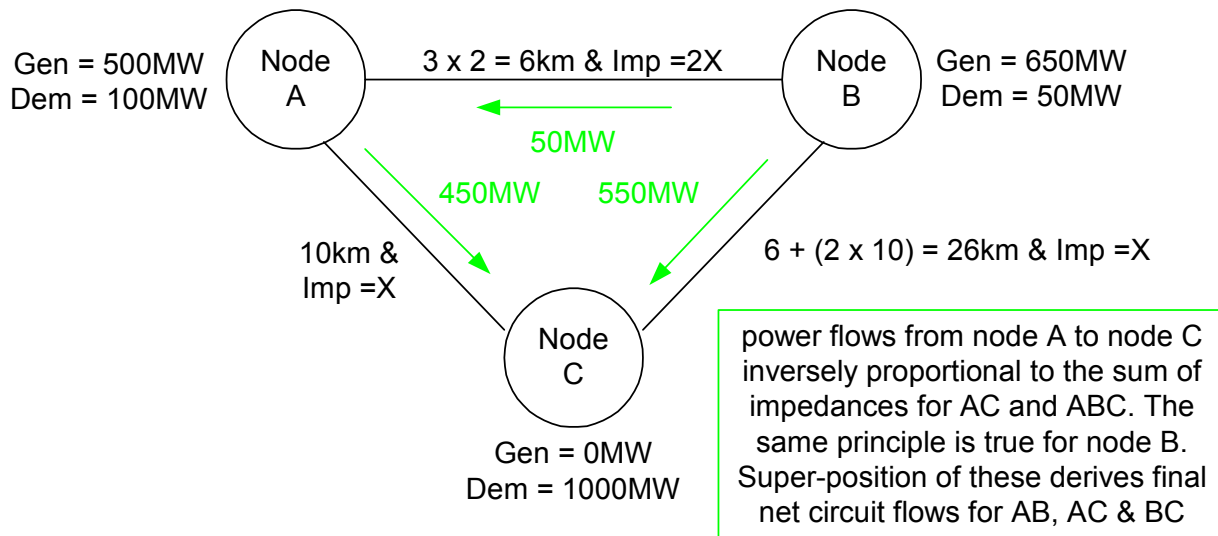 Gen = 500MW
Dem = 100MW
Node
A
3 x 2 = 6km & Imp =2X
Node
B
Gen = 650MW
Dem = 50MW
50MW
450MW
550MW
10km &
Imp =X
6 + (2 x 10) = 26km & Imp =X
Node
C
Gen = 0MW
Dem = 1000MW
power flows from node A to node C
inversely proportional to the sum of
impedances for AC and ABC. The
same principle is true for node B.
Super-position of these derives final
net circuit flows for AB, AC & BC